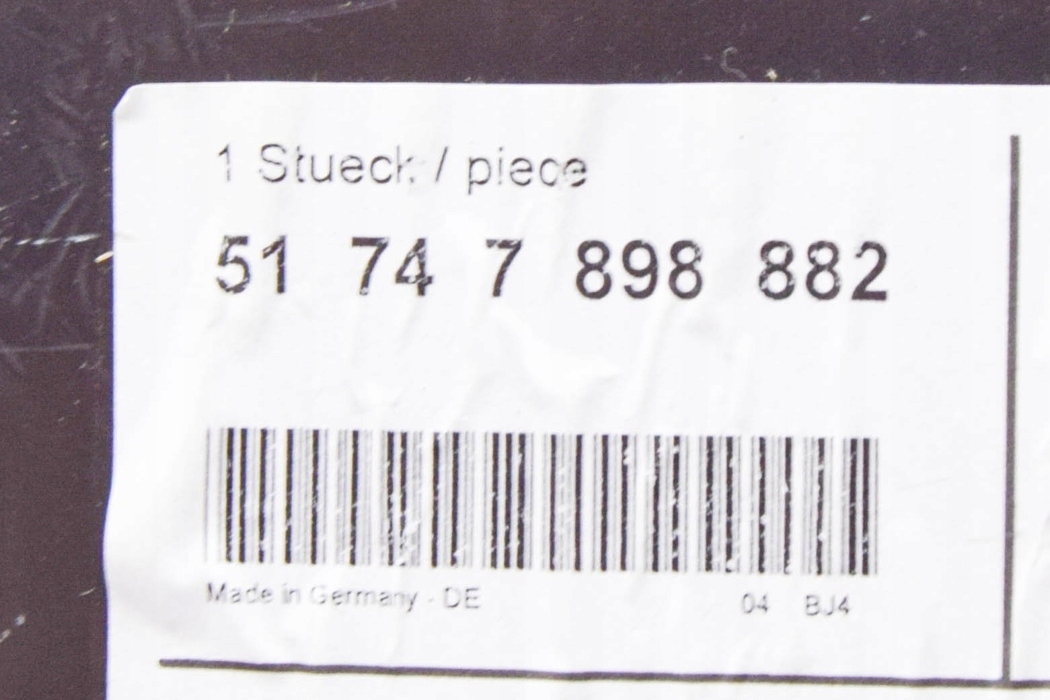 1 Stueck / piece
51 74 7 898 882
Made in Germany - DE 04 BJ4